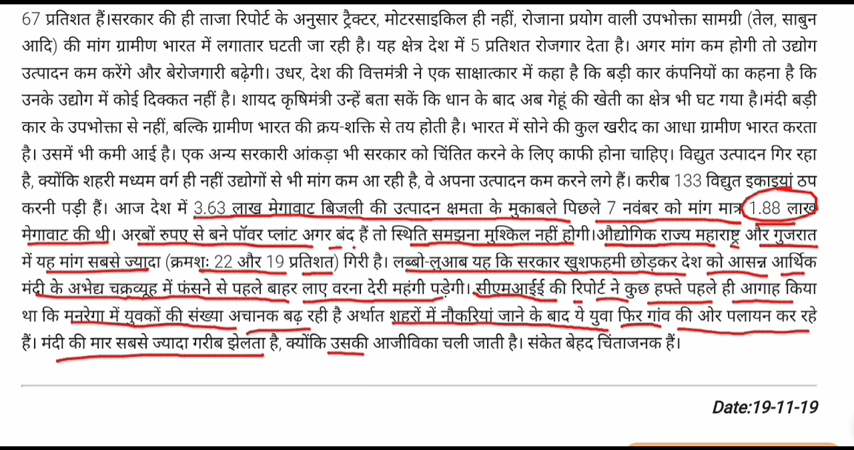 67 प्रतिशत हैं।सरकार की ही ताजा रिपोर्ट के अनुसार ट्रैक्टर, मोटरसाइकिल ही नहीं, रोजाना प्रयोग वाली उपभोक्ता सामग्री (तेल, साबुन
आदि) की मांग ग्रामीण भारत में लगातार घटती जा रही है। यह क्षेत्र देश में 5 प्रतिशत रोजगार देता है। अगर मांग कम होगी तो उद्योग
उत्पादन कम करेंगे और बेरोजगारी बढ़ेगी। उधर, देश की वित्तमंत्री ने एक साक्षात्कार में कहा है कि बड़ी कार कंपनियों का कहना है कि
उनके उद्योग में कोई दिक्कत नहीं है। शायद कृषिमंत्री उन्हें बता सकें कि धान के बाद अब गेहूं की खेती का क्षेत्र भी घट गया है।मंदी बड़ी
कार के उपभोक्ता से नहीं, बल्कि ग्रामीण भारत की क्रय-शक्ति से तय होती है। भारत में सोने की कुल खरीद का आधा ग्रामीण भारत करता
है। उसमें भी कमी आई है। एक अन्य सरकारी आंकड़ा भी सरकार को चिंतित करने के लिए काफी होना चाहिए। विद्युत उत्पादन गिर रहा
है, क्योंकि शहरी मध्यम वर्ग ही नहीं उद्योगों से भी मांग कम आ रही है, वे अपना उत्पादन कम करने लगे हैं। करीब 133 विद्युत इकाइयां ठप
करनी पड़ी हैं। आज देश में 3.63 लाख मेगावाट बिजली की उत्पादन क्षमता के मुकाबले पिछले 7 नवंबर को मांग मात्र 1.88 लाख
मेगावाट की थी। अरबों रुपए से बने पॉवर प्लांट अगर बंद हैं तो स्थिति समझना मुश्किल नहीं होगी।औद्योगिक राज्य महाराष्ट्र और गुजरात
में यह मांग सबसे ज्यादा (क्रमशः 22 और 19 प्रतिशत) गिरी है। लब्बो-लुआब यह कि सरकार खुशफहमी छोड़कर देश को आसन्न आर्थिक
मंदी के अभेद्य चक्रव्यूह में फंसने से पहले बाहर लाए वरना देरी महंगी पड़ेगी। सीएमआईई की रिपोर्ट ने कुछ हफ्ते पहले ही आगाह किया
था कि मनरेगा में युवकों की संख्या अचानक बढ़ रही है अर्थात शहरों में नौकरियां जाने के बाद ये युवा फिर गांव की ओर पलायन कर रहे
हैं। मंदी की मार सबसे ज्यादा गरीब झेलता है, क्योंकि उसकी आजीविका चली जाती है। संकेत बेहद चिंताजनक हैं।
Date:19-11-19